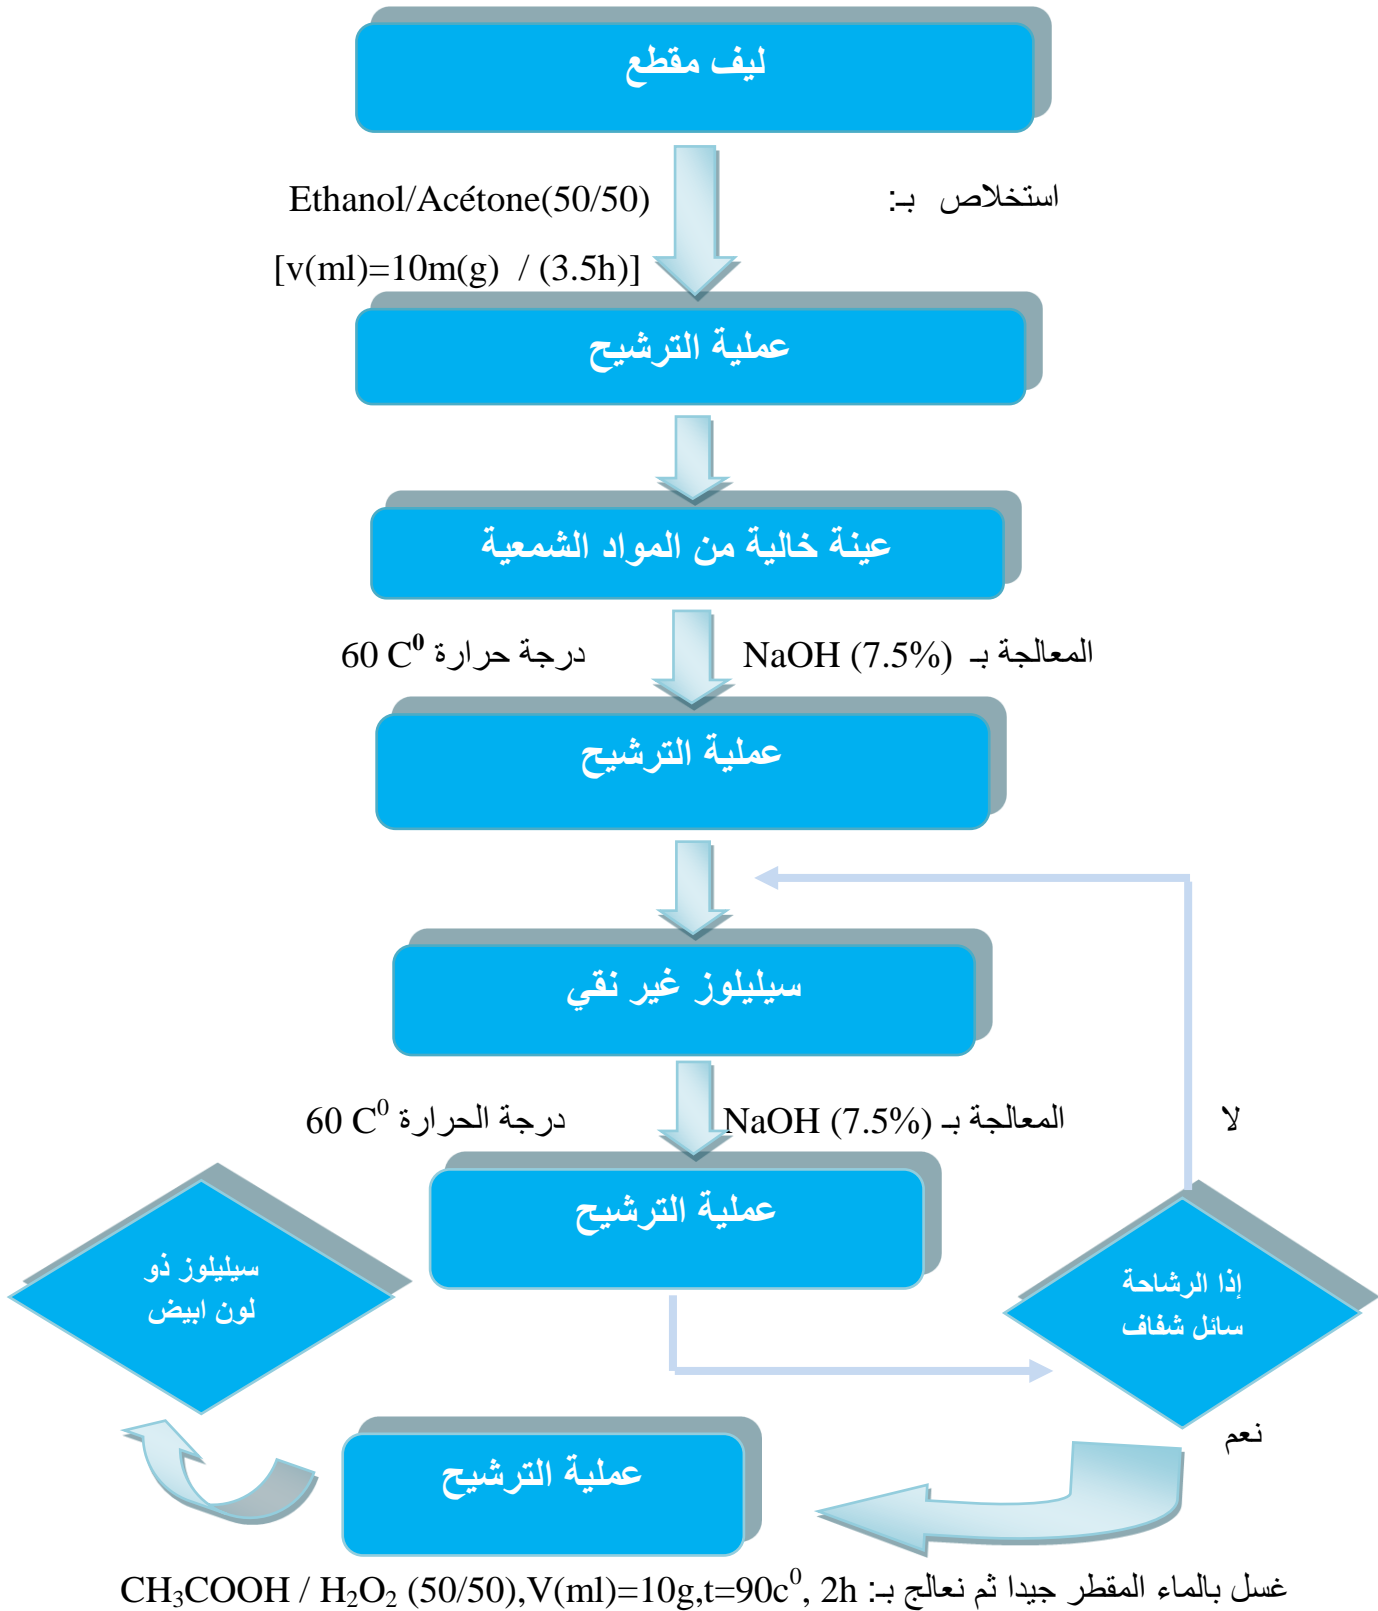 ليف مقطع
استخلاص بـ: Ethanol/Acétone(50/50)
[v(ml)=10m(g) / (3.5h)]
عملية الترشيح
عينة خالية من المواد الشمعية
المعالجة بـ NaOH (7.5%) درجة حرارة 60 C⁰
عملية الترشيح
سيليلوز غير نقي
المعالجة بـ NaOH (7.5%) درجة الحرارة 60 C⁰
لا
عملية الترشيح
إذا الرشاحة
سائل شفاف
نعم
عملية الترشيح
سيليلوز ذو
لون ابيض
غسل بالماء المقطر جيدا ثم نعالج بـ: CH₃COOH / H₂O₂ (50/50),V(ml)=10g,t=90c⁰, 2h